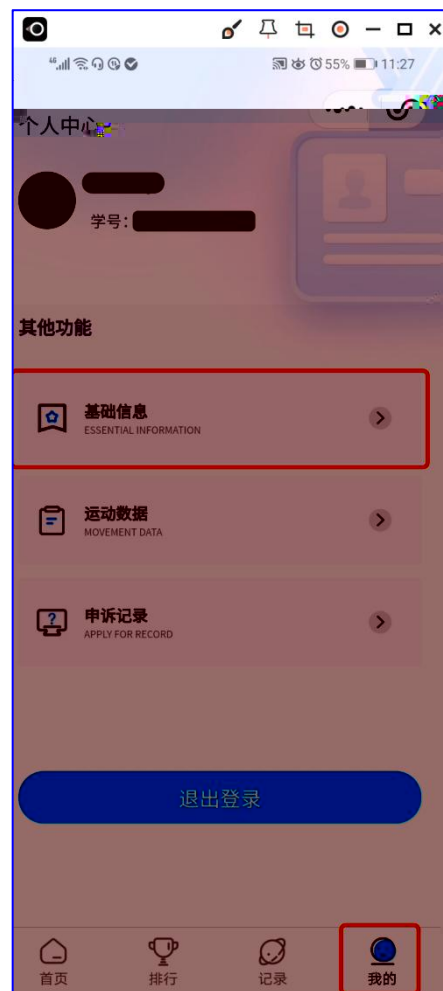 46
55%
11:27
个人中心
学号:
其他功能
基础信息
ESSENTIAL INFORMATION
运动数据
MOVEMENT DATA
申诉记录
APPLY FOR RECORD
退出登录
首页
排行
记录
我的